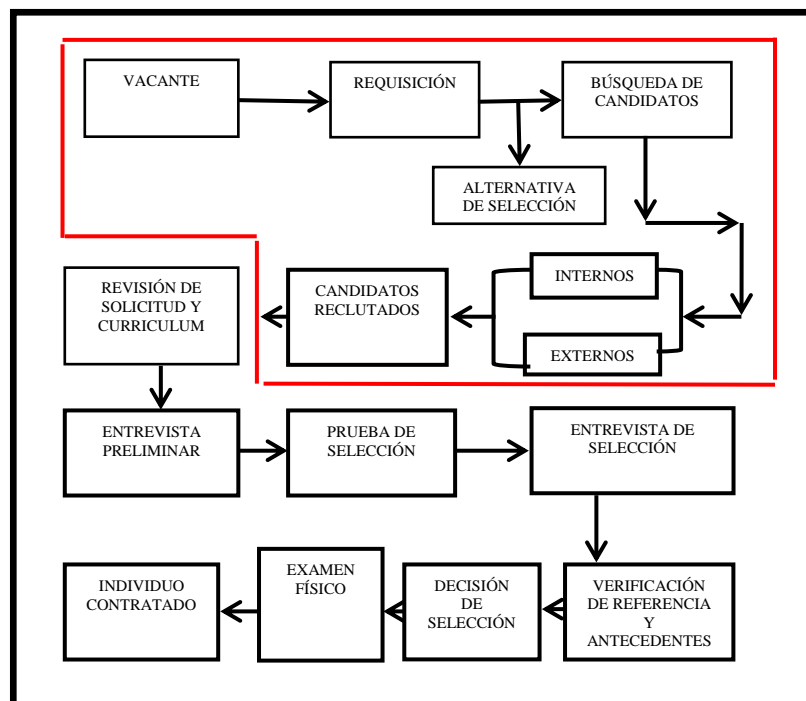 VACANTE
REQUISICIÓN
BÚSQUEDA DE
CANDIDATOS
ALTERNATIVA
DE SELECCIÓN
INTERNOS
EXTERNOS
CANDIDATOS
RECLUTADOS
REVISIÓN DE
SOLICITUD Y
CURRICULUM
ENTREVISTA
PRELIMINAR
PRUEBA DE
SELECCIÓN
ENTREVISTA DE
SELECCIÓN
VERIFICACIÓN
DE REFERENCIA
Y
ANTECEDENTES
DECISIÓN
DE
SELECCIÓN
EXAMEN
FÍSICO
INDIVIDUO
CONTRATADO